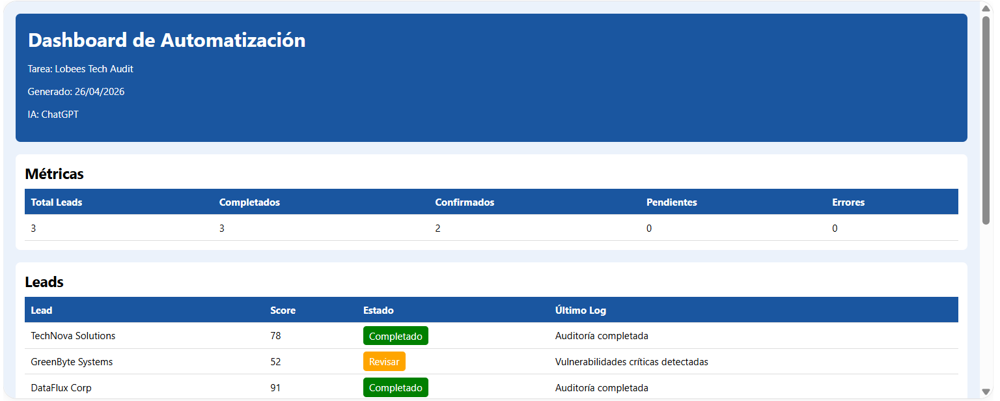 Dashboard de Automatización
Tarea: Lobees Tech Audit
Generado: 26/04/2026
IA: ChatGPT
Métricas
Total Leads Completados Confirmados Pendientes Errores
3 3 2 0 0
Leads
Lead Score Estado Último Log
TechNova Solutions 78 Completado Auditoría completada
GreenByte Systems 52 Revisar Vulnerabilidades críticas detectadas
DataFlux Corp 91 Completado Auditoría completada